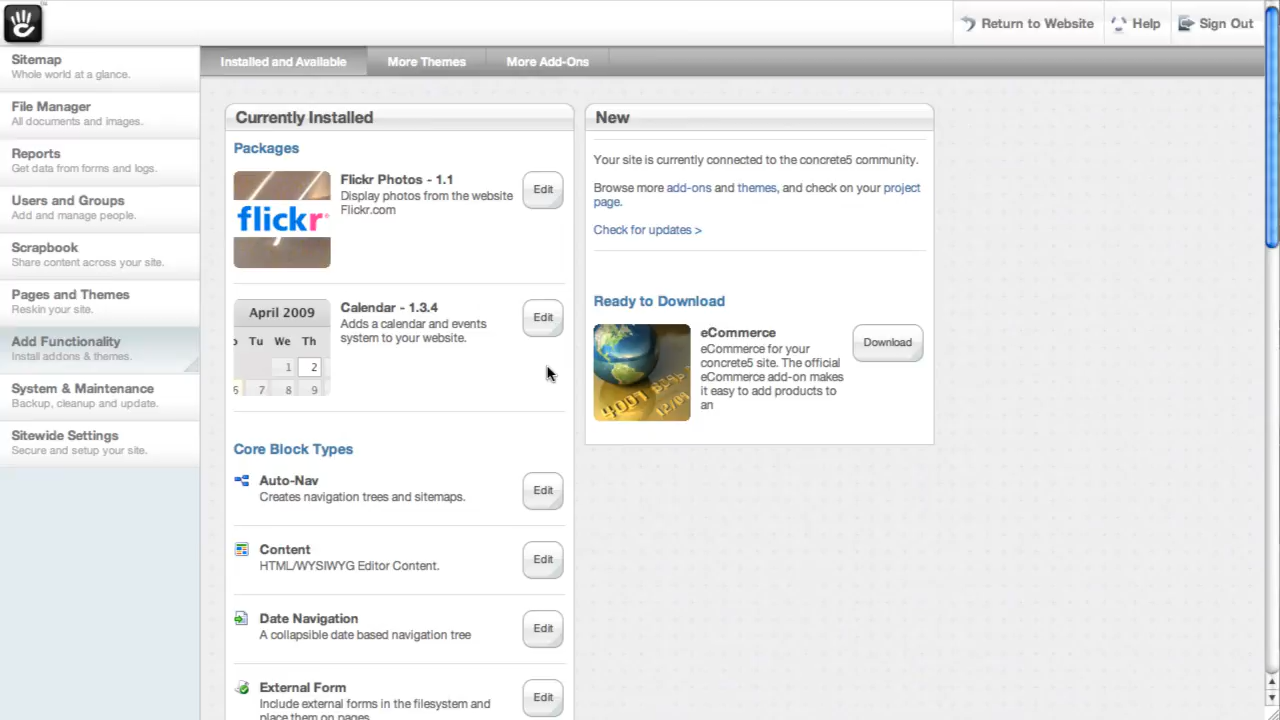 Return to Website
Help
Sign Out
Sitemap
Whole world at a glance.
File Manager
All documents and images.
Reports
Get data from forms and logs.
Users and Groups
Add and manage people.
Scrapbook
Share content across your site.
Pages and Themes
Reskin your site.
Add Functionality
Install addons & themes.
System & Maintenance
Backup, cleanup and update.
Sitewide Settings
Secure and setup your site.
Installed and Available
More Themes
More Add-Ons
Currently Installed
Packages
flickr
Flickr Photos - 1.1
Display photos from the website
Flickr.com
Edit
April 2009
Tu We Th
1 2
6 7 8 9
Calendar - 1.3.4
Adds a calendar and events
system to your website.
Edit
Core Block Types
Auto-Nav
Creates navigation trees and sitemaps.
Edit
Content
HTML/WYSIWYG Editor Content.
Edit
Date Navigation
A collapsible date based navigation tree
Edit
External Form
Include external forms in the filesystem and
place them on pages.
Edit
New
Your site is currently connected to the concrete5 community.
Browse more add-ons and themes, and check on your project
page.
Check for updates >
Ready to Download
eCommerce
eCommerce for your
concrete5 site. The official
eCommerce add-on makes
it easy to add products to
an
Download